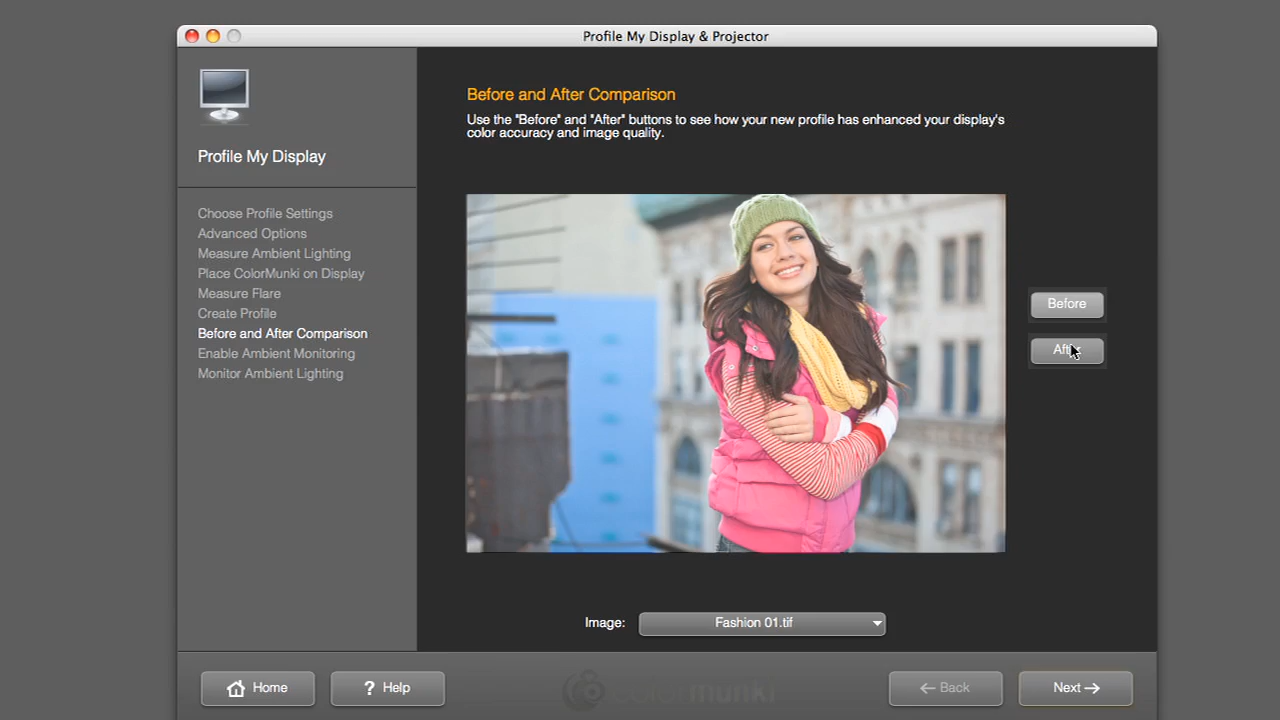 Profile My Display & Projector
Profile My Display
Choose Profile Settings
Advanced Options
Measure Ambient Lighting
Place ColorMunki on Display
Measure Flare
Create Profile
Before and After Comparison
Enable Ambient Monitoring
Monitor Ambient Lighting
Before and After Comparison
Use the "Before" and "After" buttons to see how your new profile has enhanced your display's
color accuracy and image quality.
Before
After
Image: Fashion 01.tif
Home
? Help
colormunki
← Back
Next →